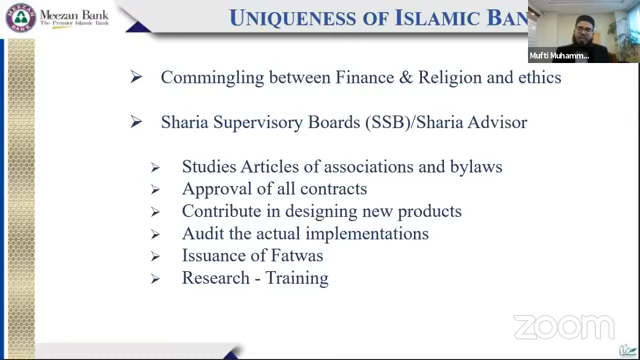 Meezan Bank
The Premier Islamic Bank
UNIQUENESS OF ISLAMIC BAN
Mufti Muhamm...
Commingling between Finance & Religion and ethics
Sharia Supervisory Boards (SSB)/Sharia Advisor
Studies Articles of associations and bylaws
Approval of all contracts
Contribute in designing new products
Audit the actual implementations
Issuance of Fatwas
Research - Training
zoom